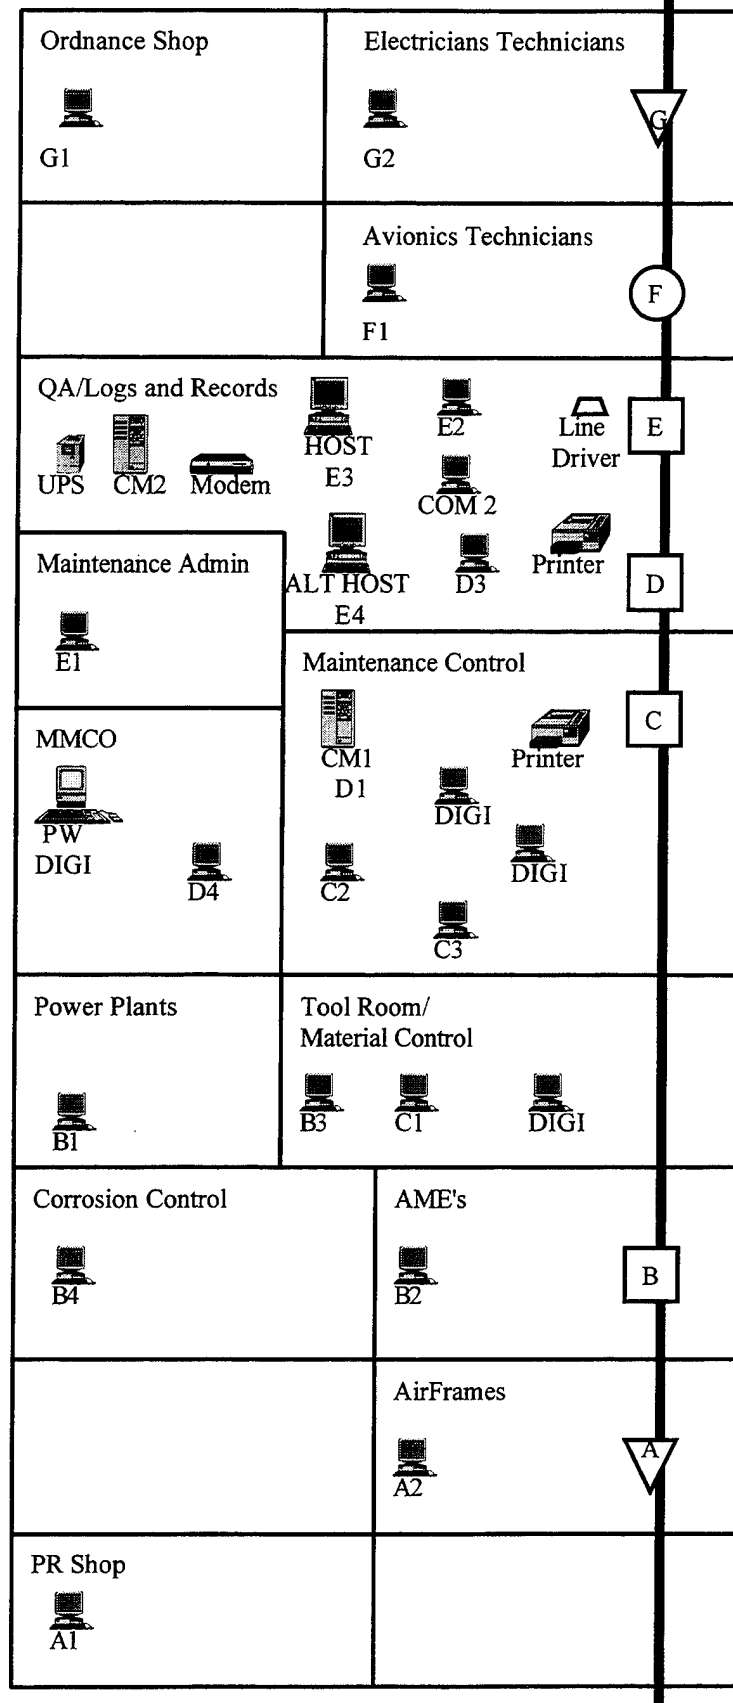 Ordnance Shop
G1
Electricians Technicians
G2
G
Avionics Technicians
F1
F
QA/Logs and Records
UPS
CM2
Modem
HOST
E3
E2
COM 2
Line
Driver
E
ALT HOST
E4
D3
Printer
D
Maintenance Admin
E1
Maintenance Control
CM1
D1
Printer
C
DIGI
DIGI
C2
C3
MMCO
PW
DIGI
D4
Power Plants
B1
Tool Room/
Material Control
B3
C1
DIGI
Corrosion Control
B4
AME's
B2
B
AirFrames
A2
A
PR Shop
A1